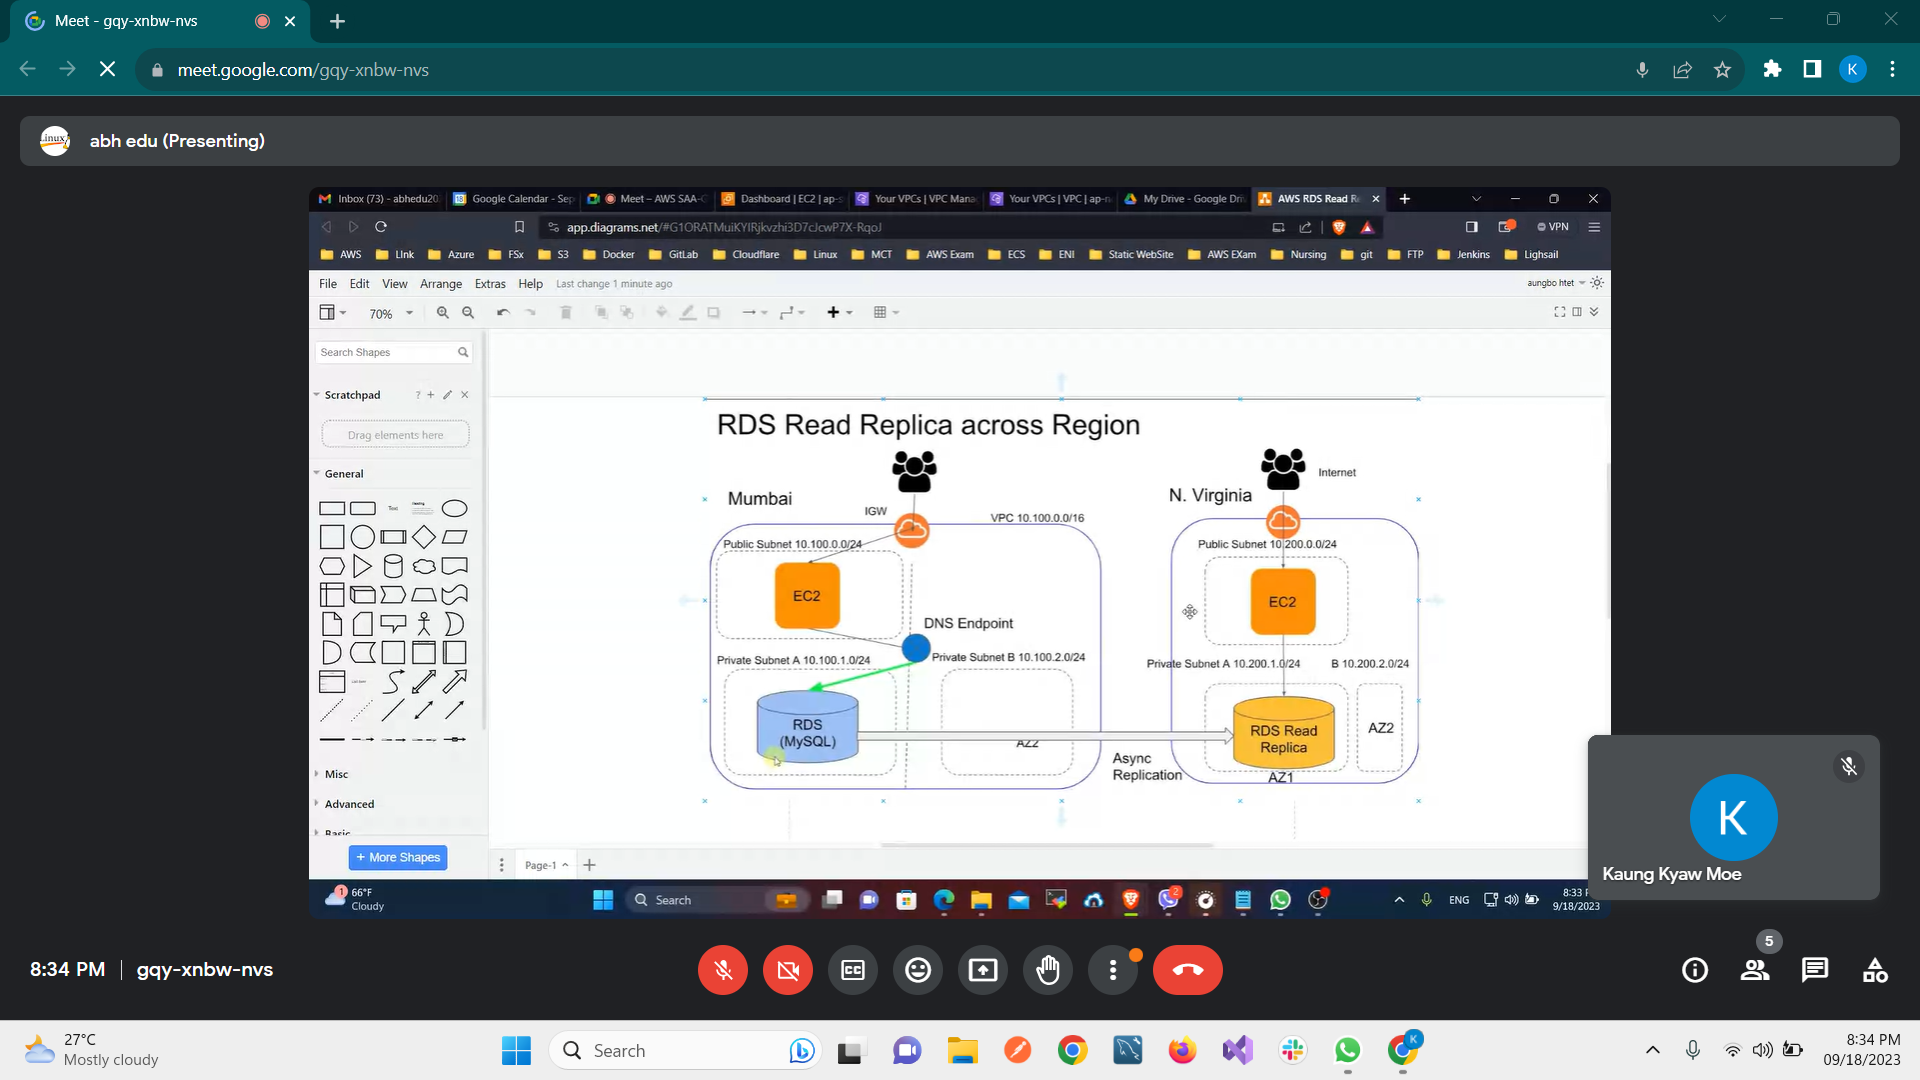 Meet - gqy-xnbw-nvs
meet.google.com/gqy-xnbw-nvs
K
Linux
abh edu (Presenting)
Inbox (73) - abhedu20
Google Calendar - Sep
Meet – AWS SAA-C
Dashboard | EC2 | ap-s
Your VPCs | VPC Mana
Your VPCs | VPC | ap-n
My Drive - Google Dri
AWS RDS Read R
app.diagrams.net/#G1ORATMuiKYIRjkvzhi3D7cJcwP7X-RqoJ
VPN
AWS
LInk
Azure
FSx
S3
Docker
GitLab
Cloudflare
Linux
MCT
AWS Exam
ECS
ENI
Static WebSite
AWS EXam
Nursing
git
FTP
Jenkins
Lighsail
File Edit View Arrange Extras Help Last change 1 minute ago
aungbo htet
70%
Search Shapes
Scratchpad
?
Drag elements here
General
Text
Heading
Misc
Advanced
Basic
+ More Shapes
RDS Read Replica across Region
Internet
Mumbai
N. Virginia
IGW
VPC 10.100.0.0/16
Public Subnet 10.100.0.0/24
Public Subnet 10.200.0.0/24
EC2
EC2
DNS Endpoint
Private Subnet A 10.100.1.0/24
Private Subnet B 10.100.2.0/24
Private Subnet A 10.200.1.0/24
B 10.200.2.0/24
RDS
(MySQL)
AZ2
RDS Read
Replica
AZ2
Async
Replication
AZ1
Page-1
1
66°F
Cloudy
Search
2
ENG
8:33
9/18/2023
K
Kaung Kyaw Moe
8:34 PM | gqy-xnbw-nvs
CC
5
27°C
Mostly cloudy
Search
K
8:34 PM
09/18/2023